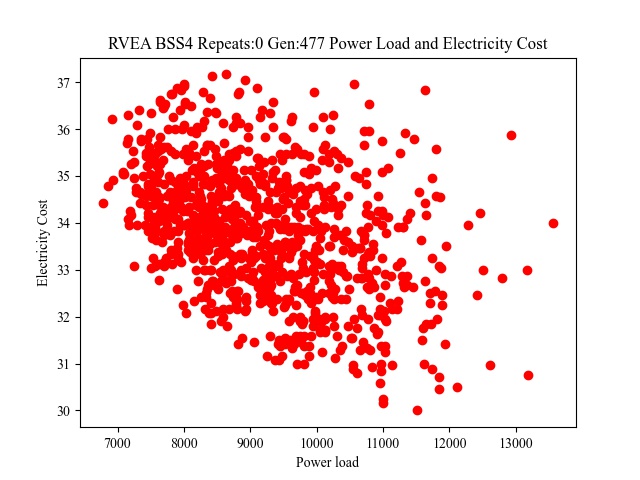 RVEA BSS4 Repeats:0 Gen:477 Power Load and Electricity Cost
37
36
35
34
33
32
31
30
Electricity Cost
7000 8000 9000 10000 11000 12000 13000
Power load